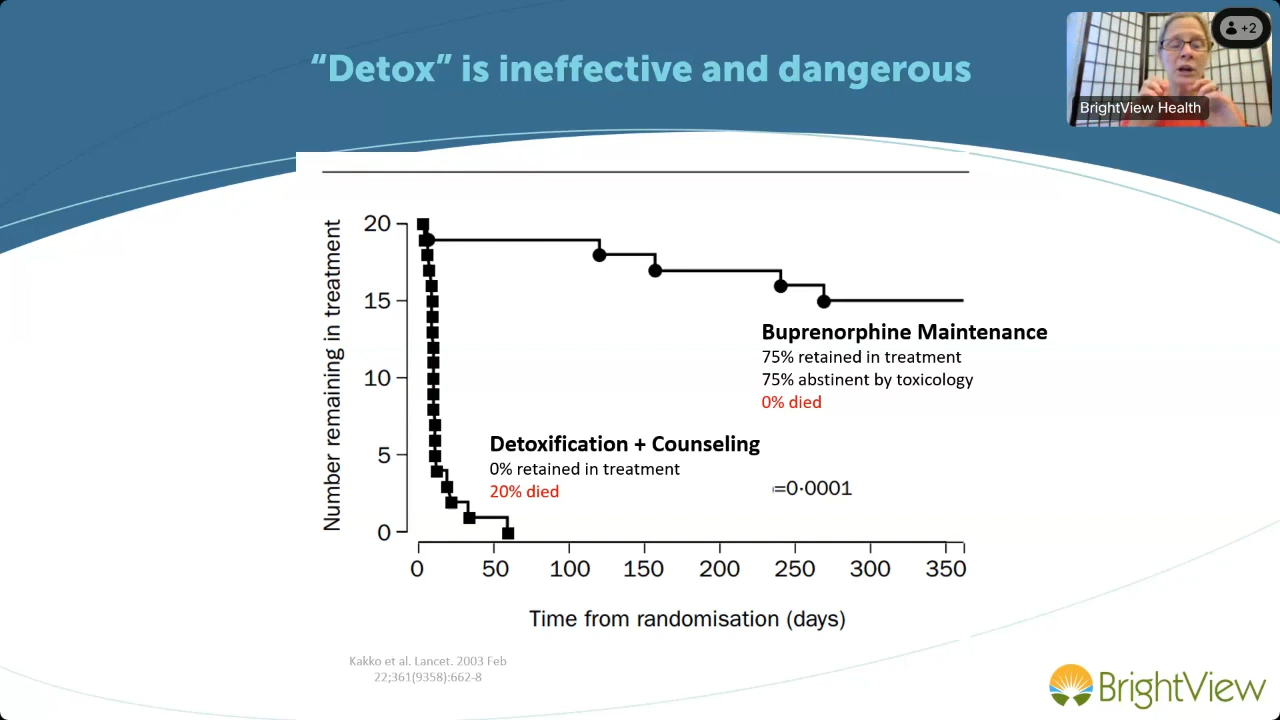 “Detox” is ineffective and dangerous
+2
BrightView Health
Number remaining in treatment
20
15
10
5
0
Buprenorphine Maintenance
75% retained in treatment
75% abstinent by toxicology
0% died
Detoxification + Counseling
0% retained in treatment
20% died
=0·0001
0 50 100 150 200 250 300 350
Time from randomisation (days)
Kakko et al. Lancet. 2003 Feb
22;361(9358):662-8
BrightView